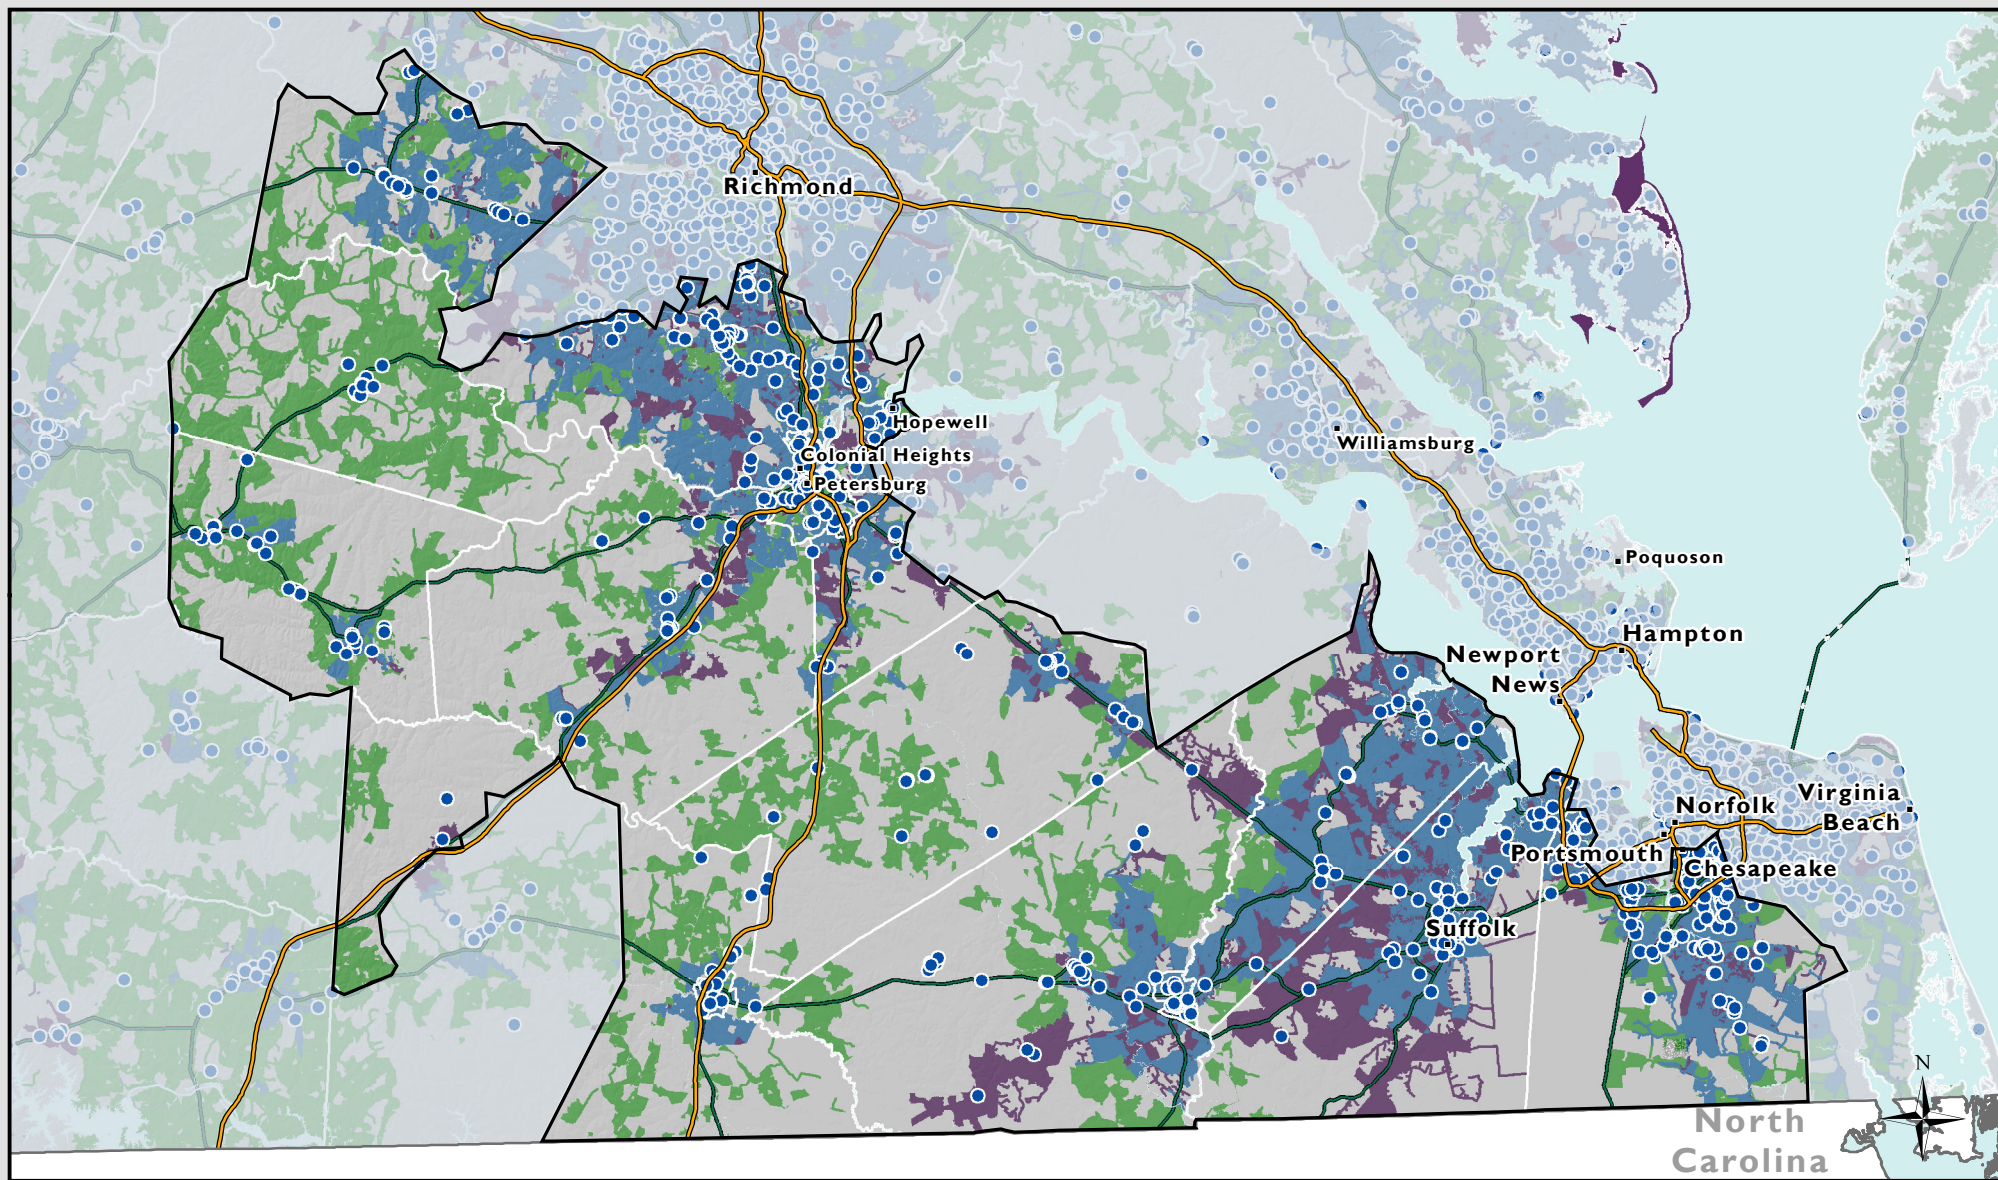 Richmond
Hopewell
Colonial Heights
Petersburg
Williamsburg
Poquoson
Hampton
Newport
News
Norfolk
Virginia
Beach
Portsmouth
Chesapeake
Suffolk
N
North
Carolina